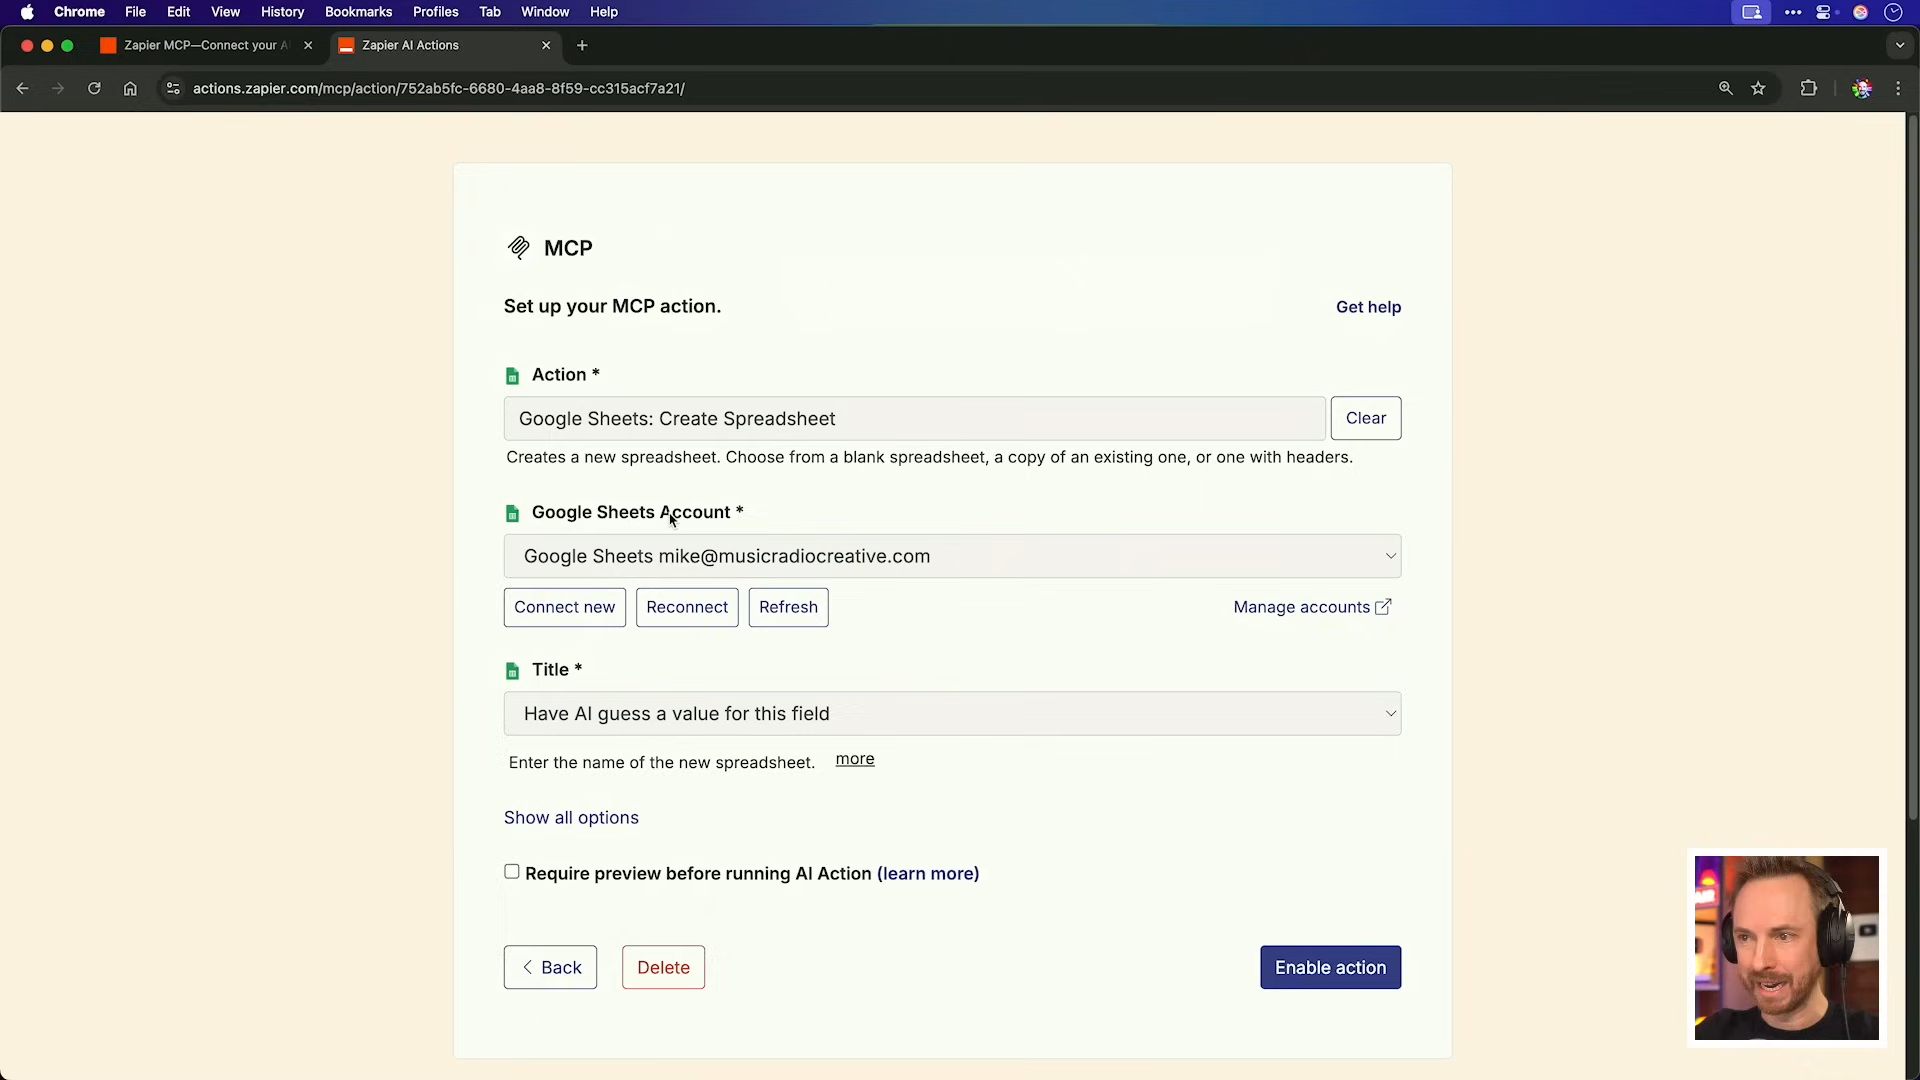 Chrome File Edit View History Bookmarks Profiles Tab Window Help
Zapier MCP—Connect your A
Zapier AI Actions
actions.zapier.com/mcp/action/752ab5fc-6680-4aa8-8f59-cc315acf7a21/
MCP
Set up your MCP action.
Get help
Action *
Google Sheets: Create Spreadsheet
Clear
Creates a new spreadsheet. Choose from a blank spreadsheet, a copy of an existing one, or one with headers.
Google Sheets Account *
Google Sheets mike@musicradiocreative.com
Connect new
Reconnect
Refresh
Manage accounts
Title *
Have AI guess a value for this field
Enter the name of the new spreadsheet. more
Show all options
Require preview before running AI Action (learn more)
Back
Delete
Enable action